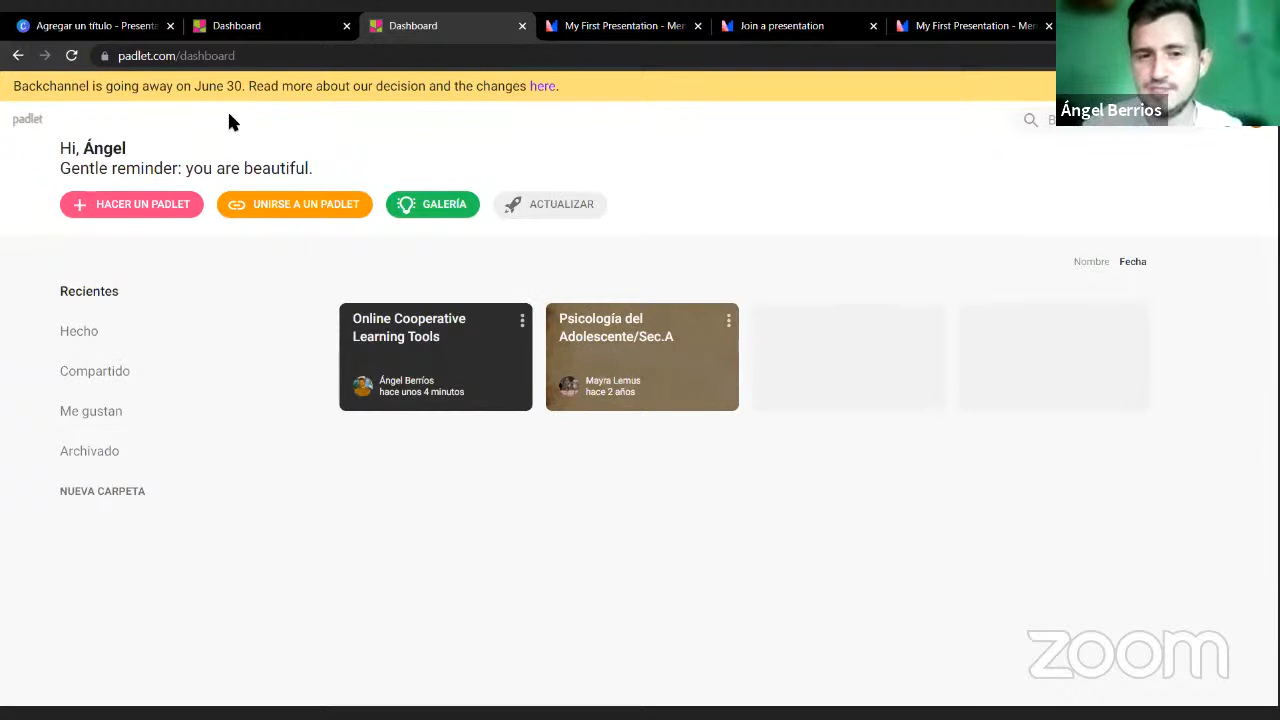 Agregar un título - Presenta
Dashboard
Dashboard
My First Presentation - Men
Join a presentation
My First Presentation - Men
padlet.com/dashboard
Backchannel is going away on June 30. Read more about our decision and the changes here.
Ángel Berrios
padlet
B
Hi, Ángel
Gentle reminder: you are beautiful.
HACER UN PADLET
UNIRSE A UN PADLET
GALERÍA
ACTUALIZAR
Nombre Fecha
Recientes
Hecho
Compartido
Me gustan
Archivado
NUEVA CARPETA
Online Cooperative
Learning Tools
Ángel Berríos
hace unos 4 minutos
Psicología del
Adolescente/Sec.A
Mayra Lemus
hace 2 años
zoom